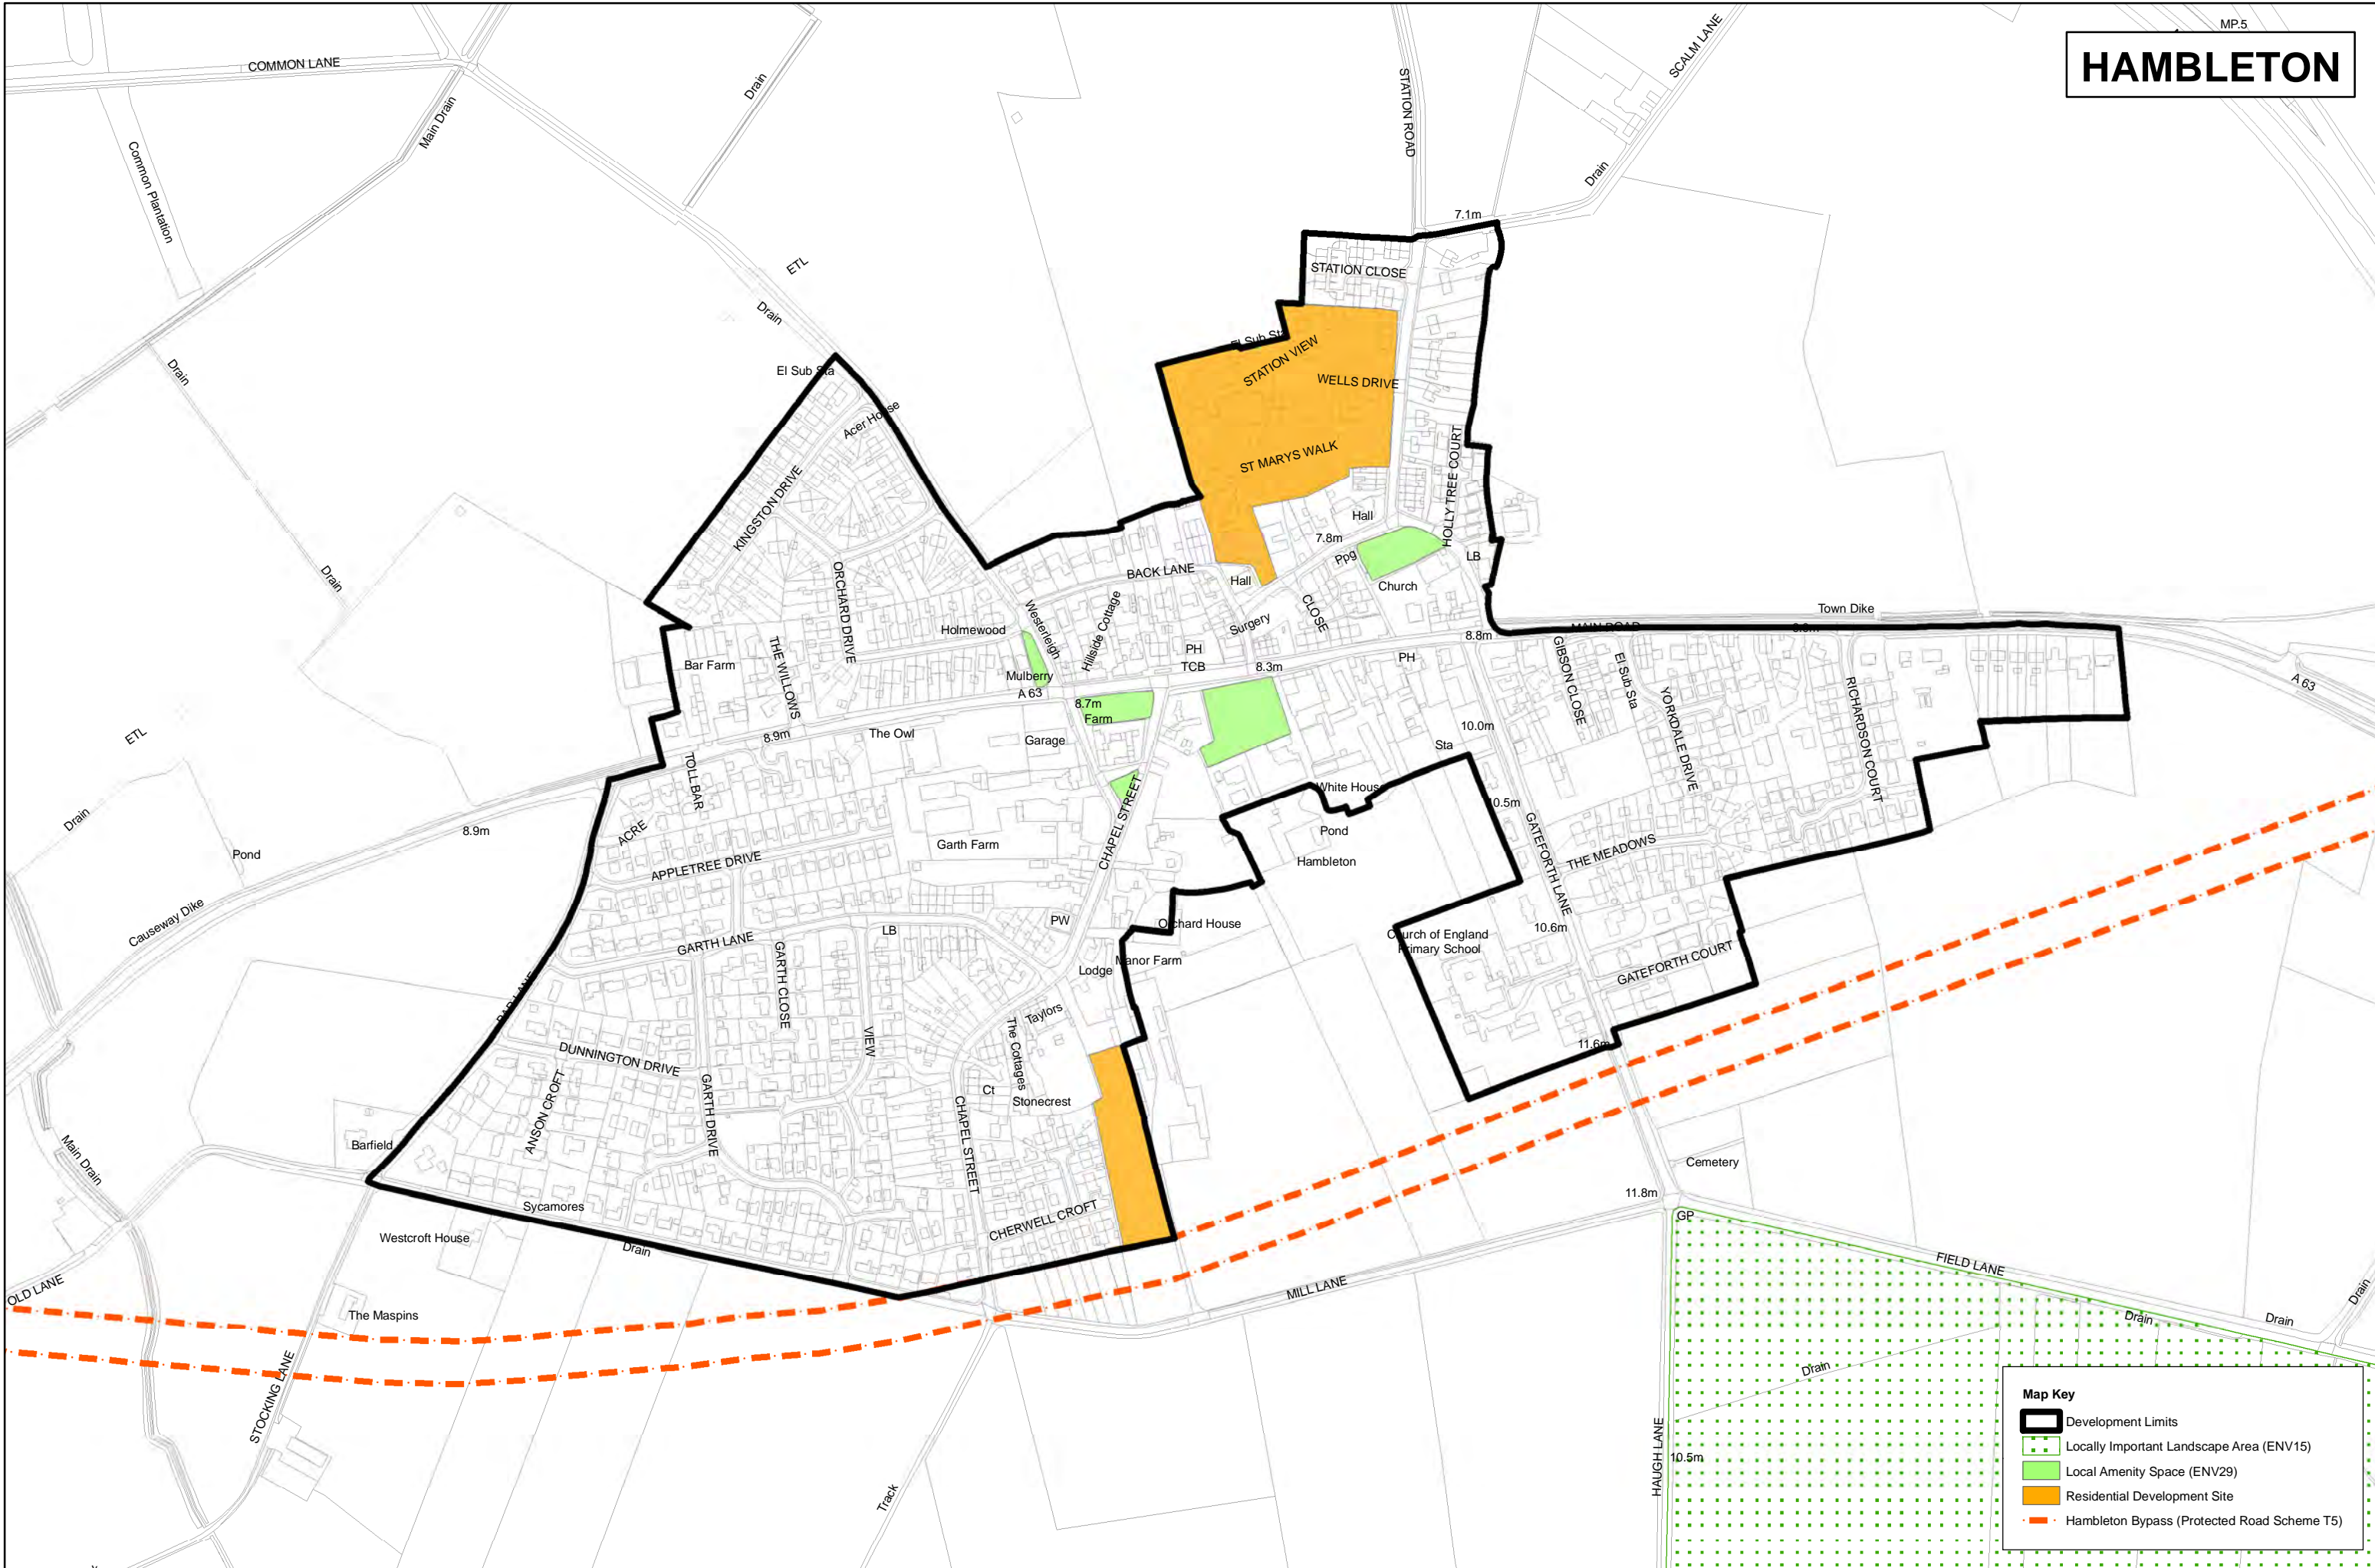 MP.5
HAMBLETON
COMMON LANE
Main Drain
Drain
STATION ROAD
SCALM LANE
Common Plantation
Drain
7.1m
ETL
STATION CLOSE
Drain
El Sub Sta
STATION VIEW
WELLS DRIVE
Drain
El Sub Sta
Acer House
ST MARYS WALK
HOLLY TREE COURT
KINGSTON DRIVE
Hall
7.8m
Ppg
LB
Drain
ORCHARD DRIVE
BACK LANE
Hall
Church
CLOSE
Westerleigh
Hillside Cottage
Surgery
Town Dike
MAIN ROAD
Holmewood
8.8m
Bar Farm
THE WILLOWS
PH
TCB
8.3m
PH
GIBSON CLOSE
El Sub Sta
YORKDALE DRIVE
RICHARDSON COURT
A 63
Mulberry
A 63
8.7m
Farm
ETL
8.9m
The Owl
Garage
10.0m
Sta
TOLL BAR
White House
10.5m
Drain
8.9m
ACRE
Pond
Pond
Garth Farm
CHAPEL STREET
Hambleton
GATEFORTH LANE
THE MEADOWS
APPLETREE DRIVE
Causeway Dike
PW
Orchard House
LB
Church of England
Primary School
10.6m
GARTH LANE
GARTH CLOSE
Manor Farm
Lodge
GATEFORTH COURT
BAR LANE
Taylors
The Cottages
VIEW
11.6m
DUNNINGTON DRIVE
ANSON CROFT
GARTH DRIVE
Ct
Stonecrest
CHAPEL STREET
Barfield
Main Drain
Cemetery
11.8m
Sycamores
CHERWELL CROFT
GP
Westcroft House
Drain
FIELD LANE
OLD LANE
MILL LANE
Drain
The Maspins
Drain
Drain
STOCKING LANE
Drain
HAUGH LANE
10.5m
Track
Map Key
Development Limits
Locally Important Landscape Area (ENV15)
Local Amenity Space (ENV29)
Residential Development Site
Hambleton Bypass (Protected Road Scheme T5)